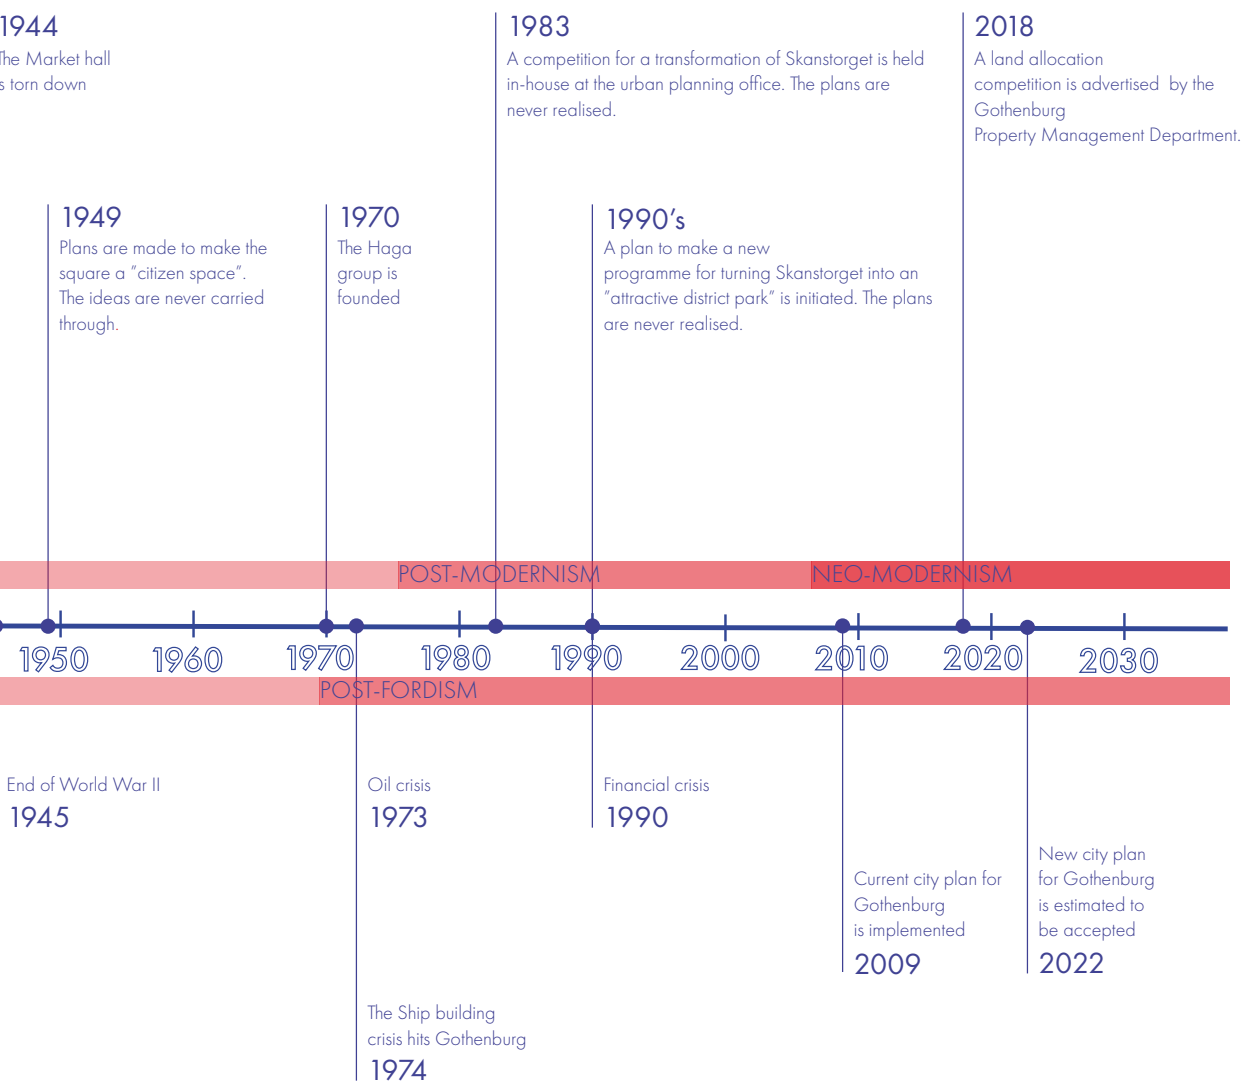 1944
The Market hall
s torn down
1983
A competition for a transformation of Skanstorget is held
in-house at the urban planning office. The plans are
never realised.
2018
A land allocation
competition is advertised  by the
Gothenburg
Property Management Department.
1949
Plans are made to make the
square a ”citizen space”.
The ideas are never carried
through.
1970
The Haga
group is
founded
1990’s
A plan to make a new
programme for turning Skanstorget into an
”attractive district park” is initiated. The plans
are never realised.
POST-MODERNISM
NEO-MODERNISM
1950
1960
1970
1980
1990
2000
2010
2020
2030
POST-FORDISM
End of World War II
1945
Oil crisis
1973
Financial crisis
1990
Current city plan for
Gothenburg
is implemented
2009
New city plan
for Gothenburg
is estimated to
be accepted
2022
The Ship building
crisis hits Gothenburg
1974